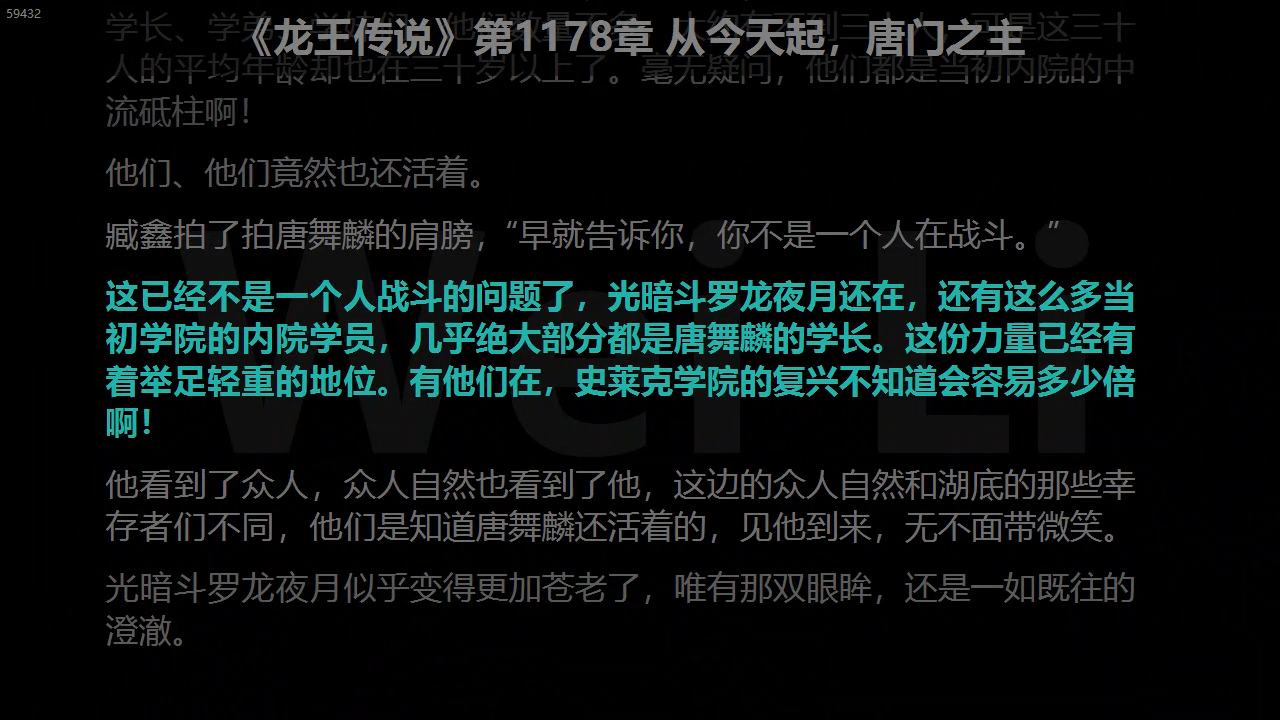 59432
《龙王传说》第1178章 从今天起，唐门之主
人的平均年龄却也在三十岁以上了。毫无疑问，他们都是当初内院的中
流砥柱啊！
他们、他们竟然也还活着。
臧鑫拍了拍唐舞麟的肩膀，“早就告诉你，你不是一个人在战斗。”
这已经不是一个人战斗的问题了，光暗斗罗龙夜月还在，还有这么多当
初学院的内院学员，几乎绝大部分都是唐舞麟的学长。这份力量已经有
着举足轻重的地位。有他们在，史莱克学院的复兴不知道会容易多少倍
啊！
他看到了众人，众人自然也看到了他，这边的众人自然和湖底的那些幸
存者们不同，他们是知道唐舞麟还活着的，见他到来，无不面带微笑。
光暗斗罗龙夜月似乎变得更加苍老了，唯有那双眼眸，还是一如既往的
澄澈。
Wei Li